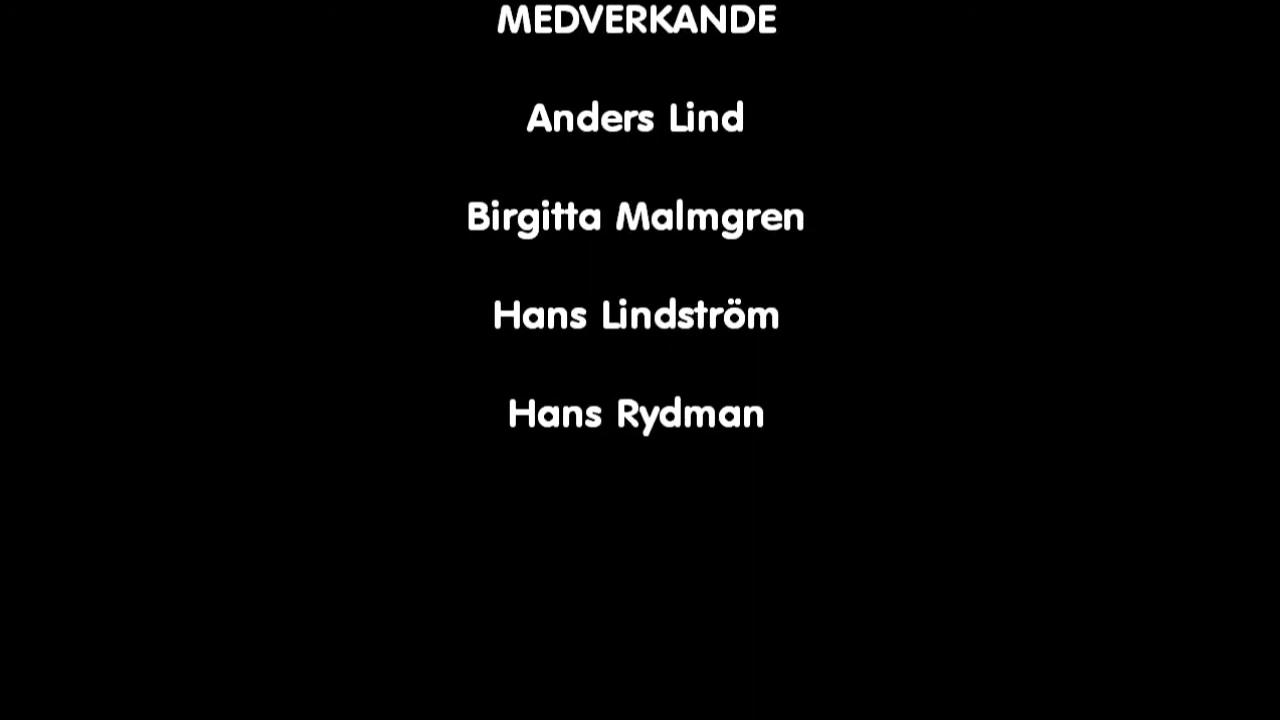 MEDVERKANDE
Anders Lind
Birgitta Malmgren
Hans Lindström
Hans Rydman